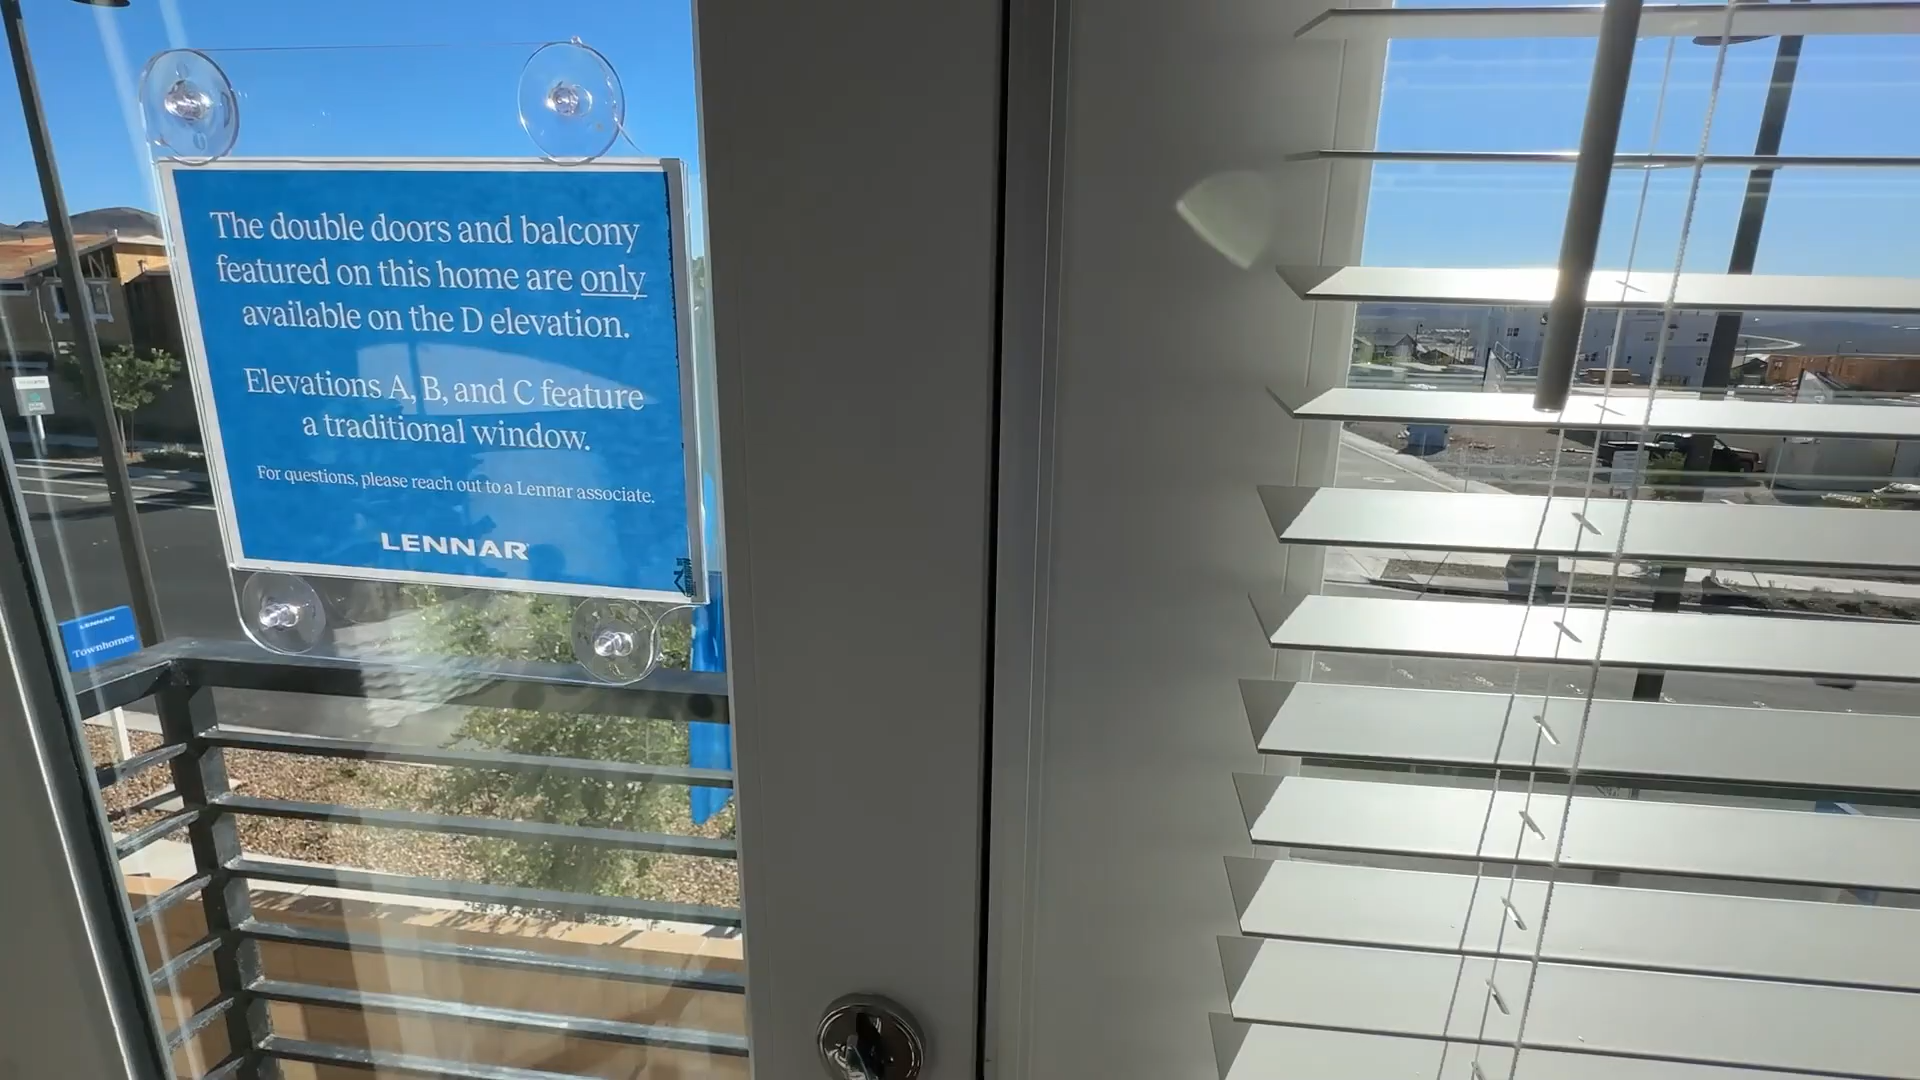 The double doors and balcony
featured on this home are only
available on the D elevation.
Elevations A, B, and C feature
a traditional window.
For questions, please reach out to a Lennar associate.
LENNAR
LENNAR
Townhomes